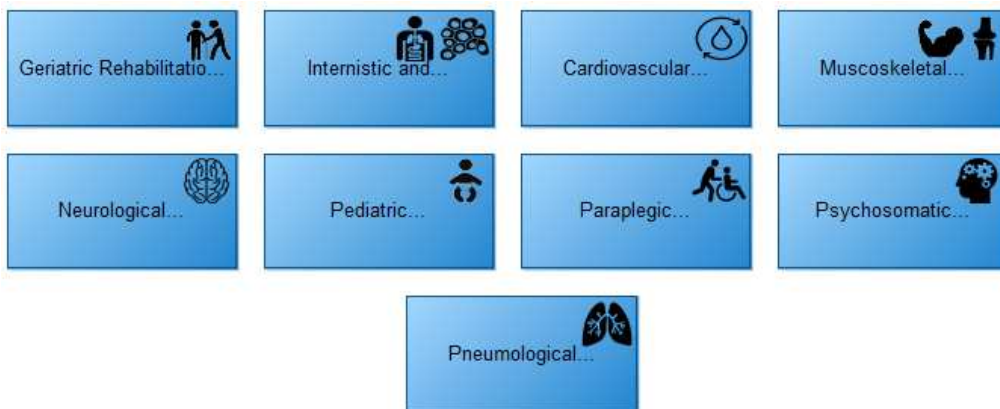 Geriatric Rehabilitatio...
Internistic and...
Cardiovascular...
Muscoskeletal...
Neurological...
Pediatric...
Paraplegic...
Psychosomatic...
Pneumological...